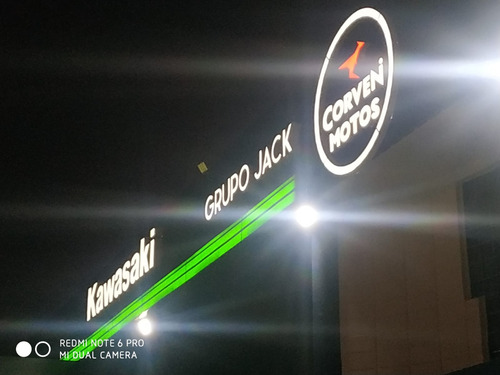 CORVEN
MOTOS
GRUPO JACK
Kawasaki
REDMI NOTE 6 PRO
MI DUAL CAMERA